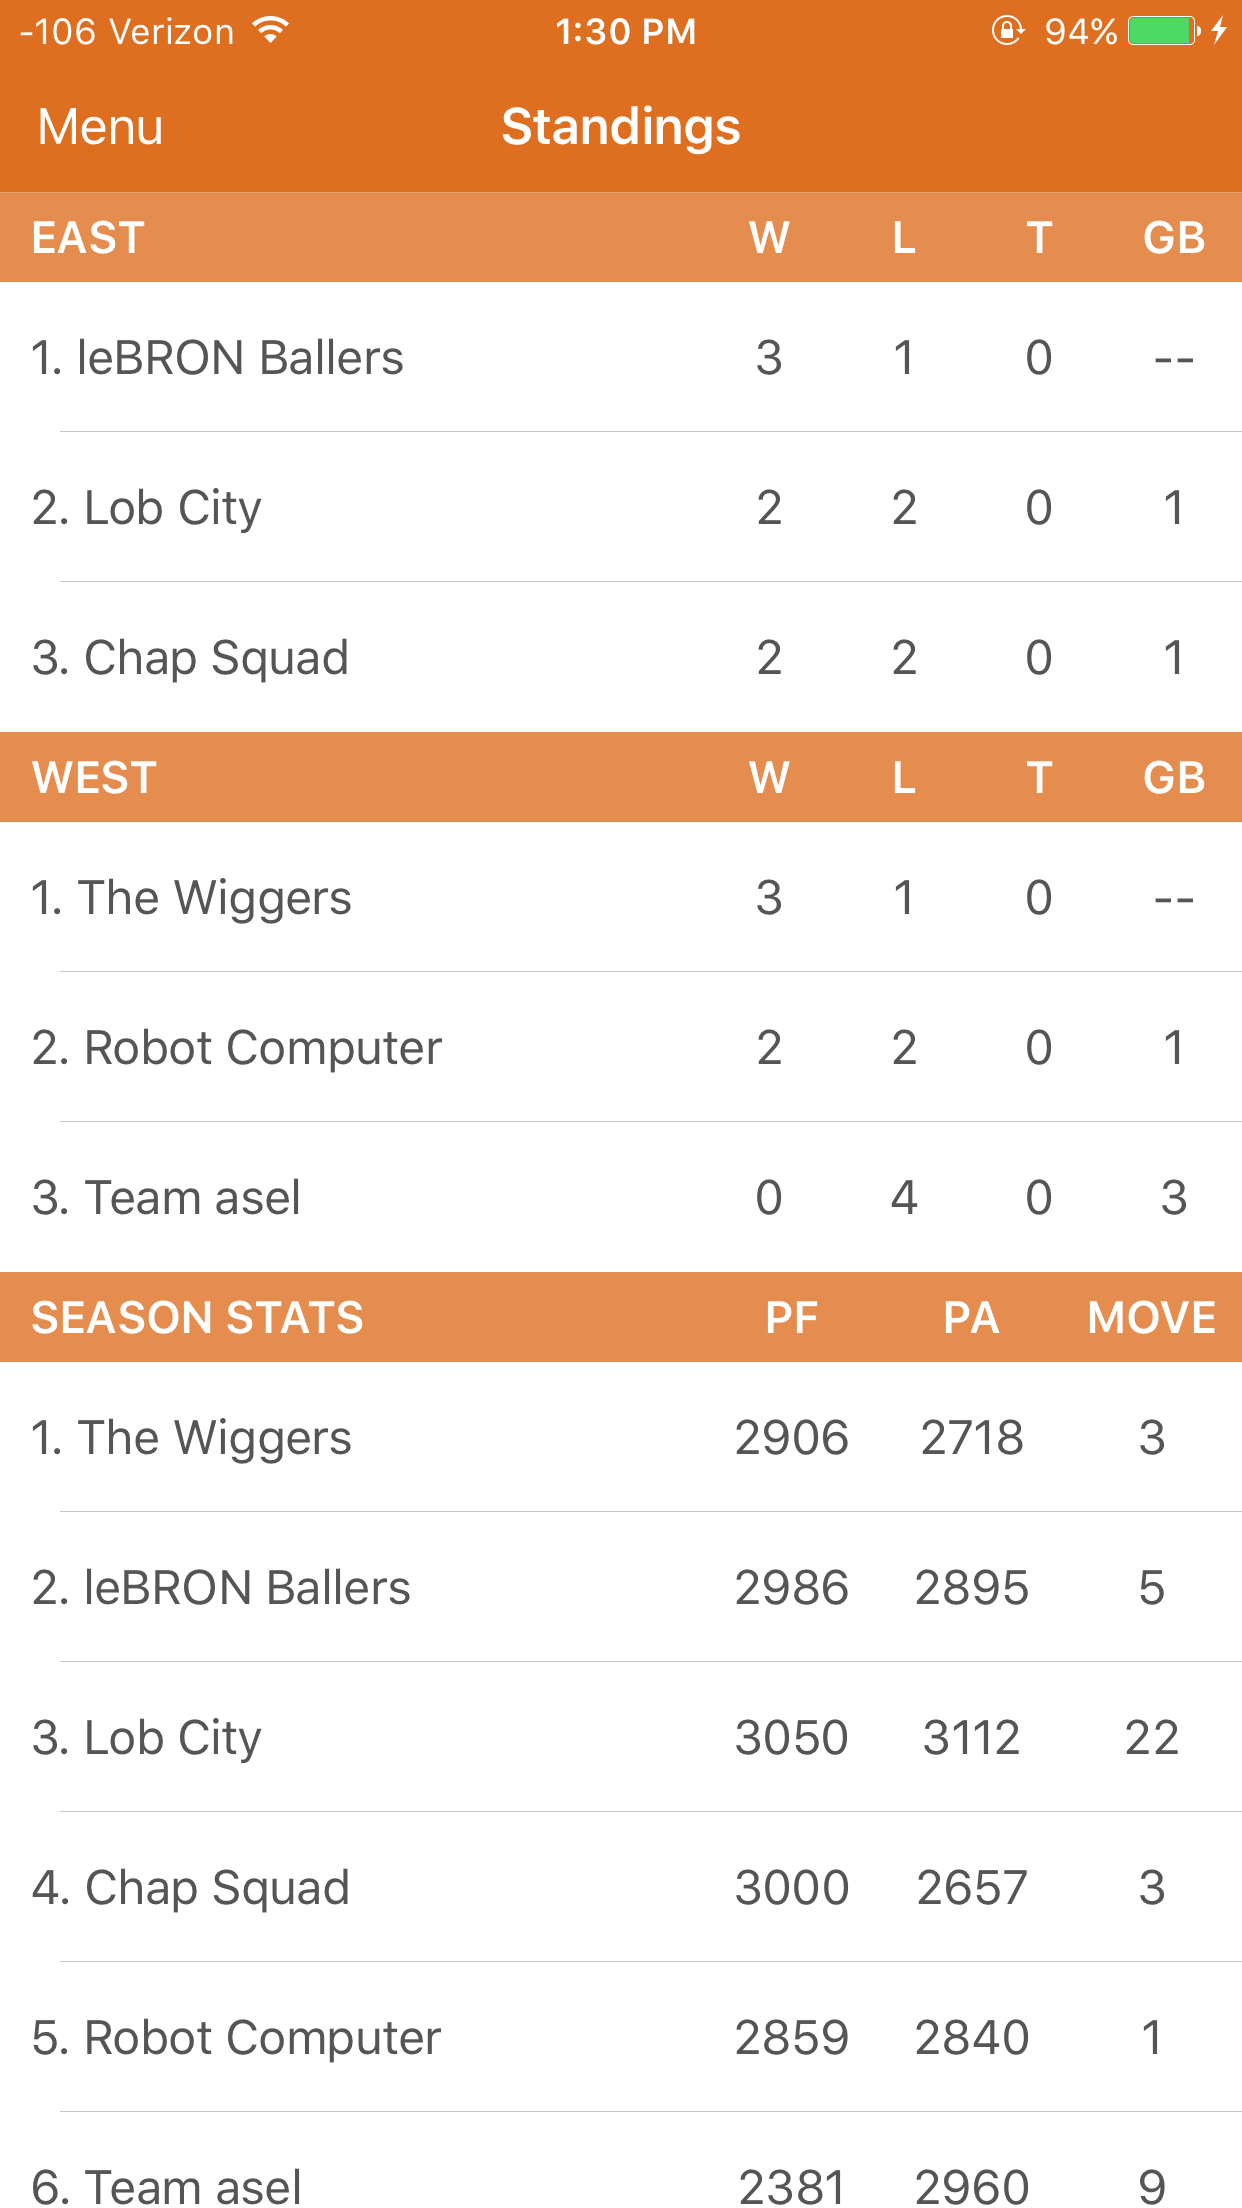 -106 Verizon 1:30 PM 94%
Menu Standings
EAST W L T GB
1. leBRON Ballers 3 1 0 --
2. Lob City 2 2 0 1
3. Chap Squad 2 2 0 1
WEST W L T GB
1. The Wiggers 3 1 0 --
2. Robot Computer 2 2 0 1
3. Team asel 0 4 0 3
SEASON STATS PF PA MOVE
1. The Wiggers 2906 2718 3
2. leBRON Ballers 2986 2895 5
3. Lob City 3050 3112 22
4. Chap Squad 3000 2657 3
5. Robot Computer 2859 2840 1
6. Team asel 2381 2960 9